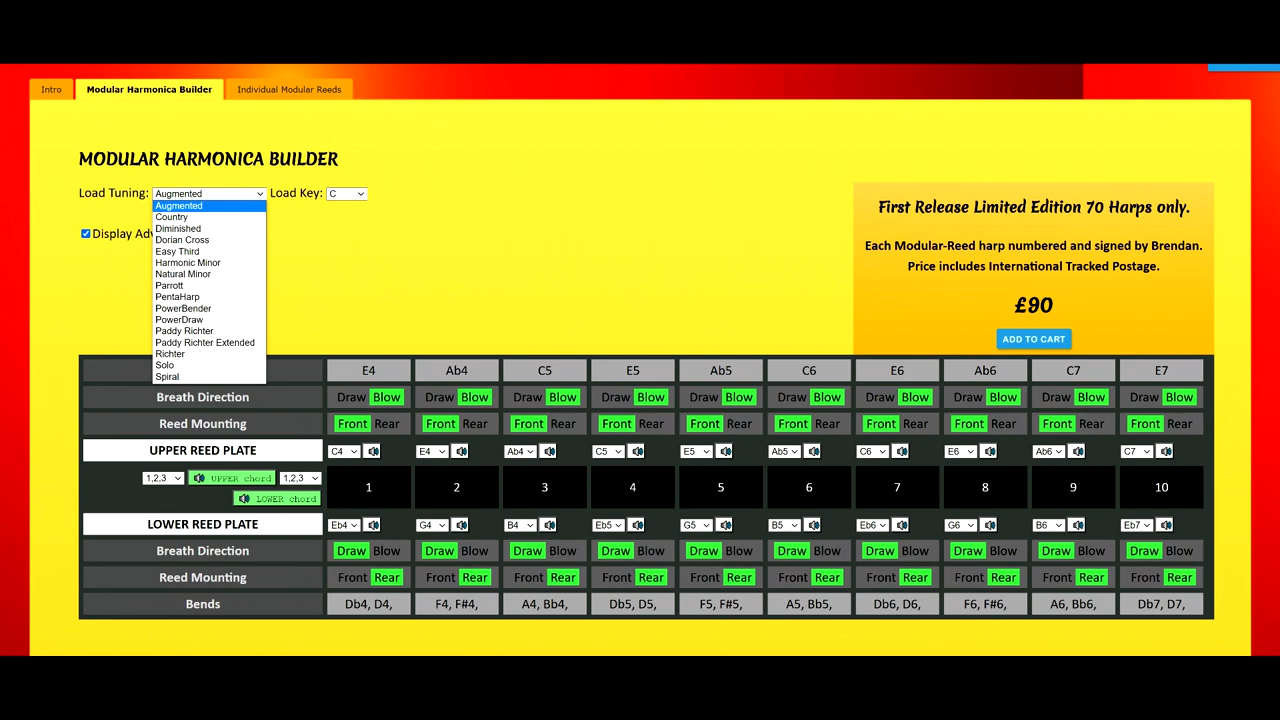 Intro Modular Harmonica Builder Individual Modular Reeds
MODULAR HARMONICA BUILDER
Load Tuning: Augmented Load Key: C
Augmented
Country
Diminished
Dorian Cross
Easy Third
Harmonic Minor
Natural Minor
Parrott
PentaHarp
PowerBender
PowerDraw
Paddy Richter
Paddy Richter Extended
Richter
Solo
Spiral
Display Adv
First Release Limited Edition 70 Harps only.
Each Modular-Reed harp numbered and signed by Brendan.
Price includes International Tracked Postage.
£90
ADD TO CART
E4 Ab4 C5 E5 Ab5 C6 E6 Ab6 C7 E7
Breath Direction Draw Blow Draw Blow Draw Blow Draw Blow Draw Blow Draw Blow Draw Blow Draw Blow Draw Blow Draw Blow
Reed Mounting Front Rear Front Rear Front Rear Front Rear Front Rear Front Rear Front Rear Front Rear Front Rear Front Rear
UPPER REED PLATE C4 E4 Ab4 C5 E5 Ab5 C6 E6 Ab6 C7
1,2,3 UPPER chord 1,2,3
LOWER chord
1 2 3 4 5 6 7 8 9 10
LOWER REED PLATE Eb4 G4 B4 Eb5 G5 B5 Eb6 G6 B6 Eb7
Breath Direction Draw Blow Draw Blow Draw Blow Draw Blow Draw Blow Draw Blow Draw Blow Draw Blow Draw Blow Draw Blow
Reed Mounting Front Rear Front Rear Front Rear Front Rear Front Rear Front Rear Front Rear Front Rear Front Rear Front Rear
Bends Db4, D4, F4, F#4, A4, Bb4, Db5, D5, F5, F#5, A5, Bb5, Db6, D6, F6, F#6, A6, Bb6, Db7, D7,